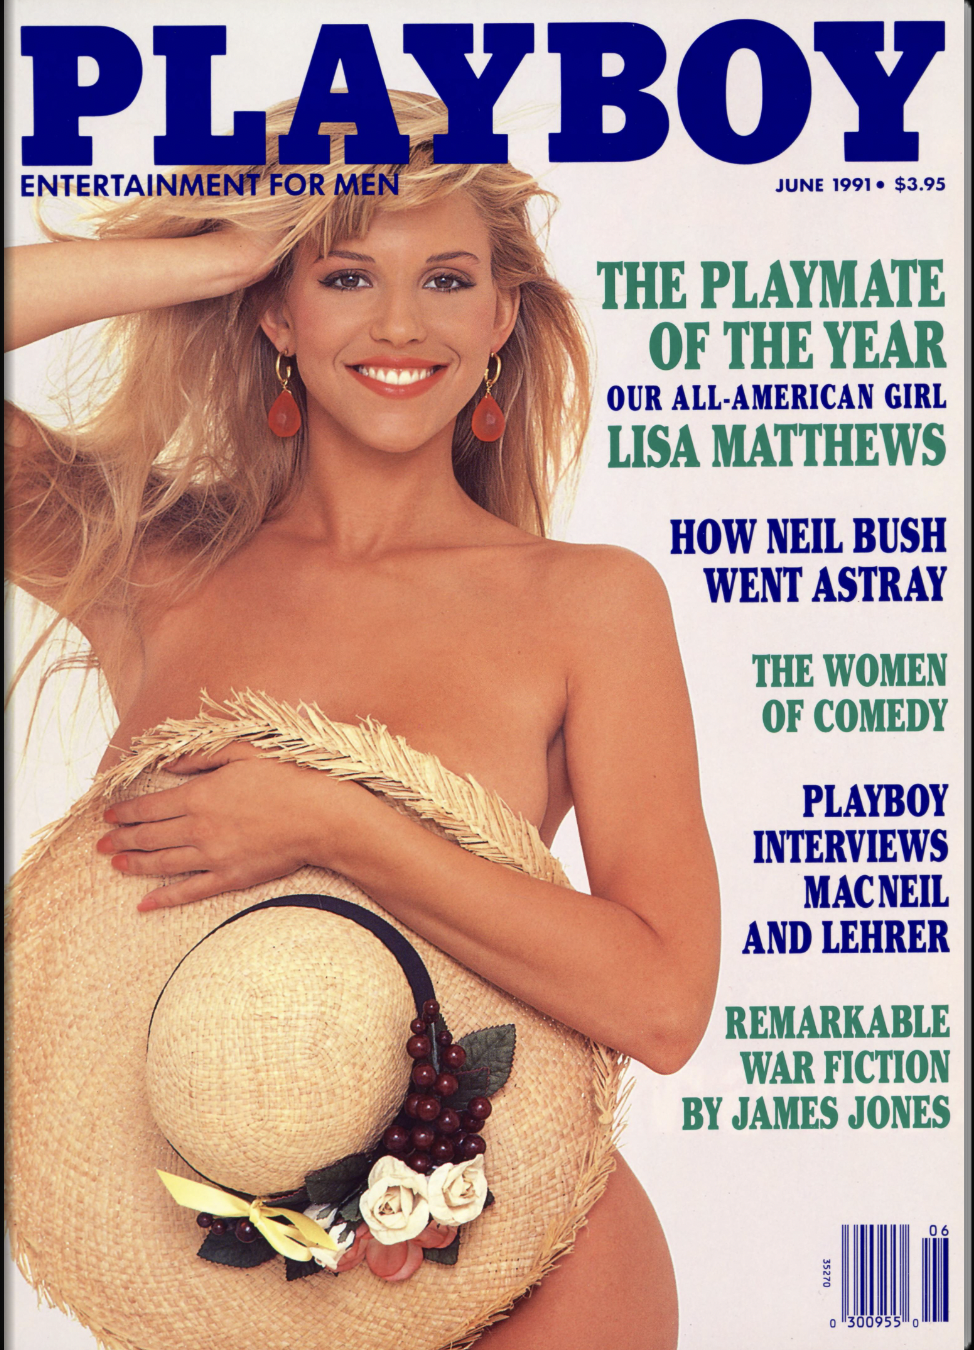 PLAYBOY
ENTERTAINMENT FOR MEN
JUNE 1991 • $3.95
THE PLAYMATE
OF THE YEAR
OUR ALL-AMERICAN GIRL
LISA MATTHEWS
HOW NEIL BUSH
WENT ASTRAY
THE WOMEN
OF COMEDY
PLAYBOY
INTERVIEWS
MACNEIL
AND LEHRER
REMARKABLE
WAR FICTION
BY JAMES JONES
06
35270
0 300955 0